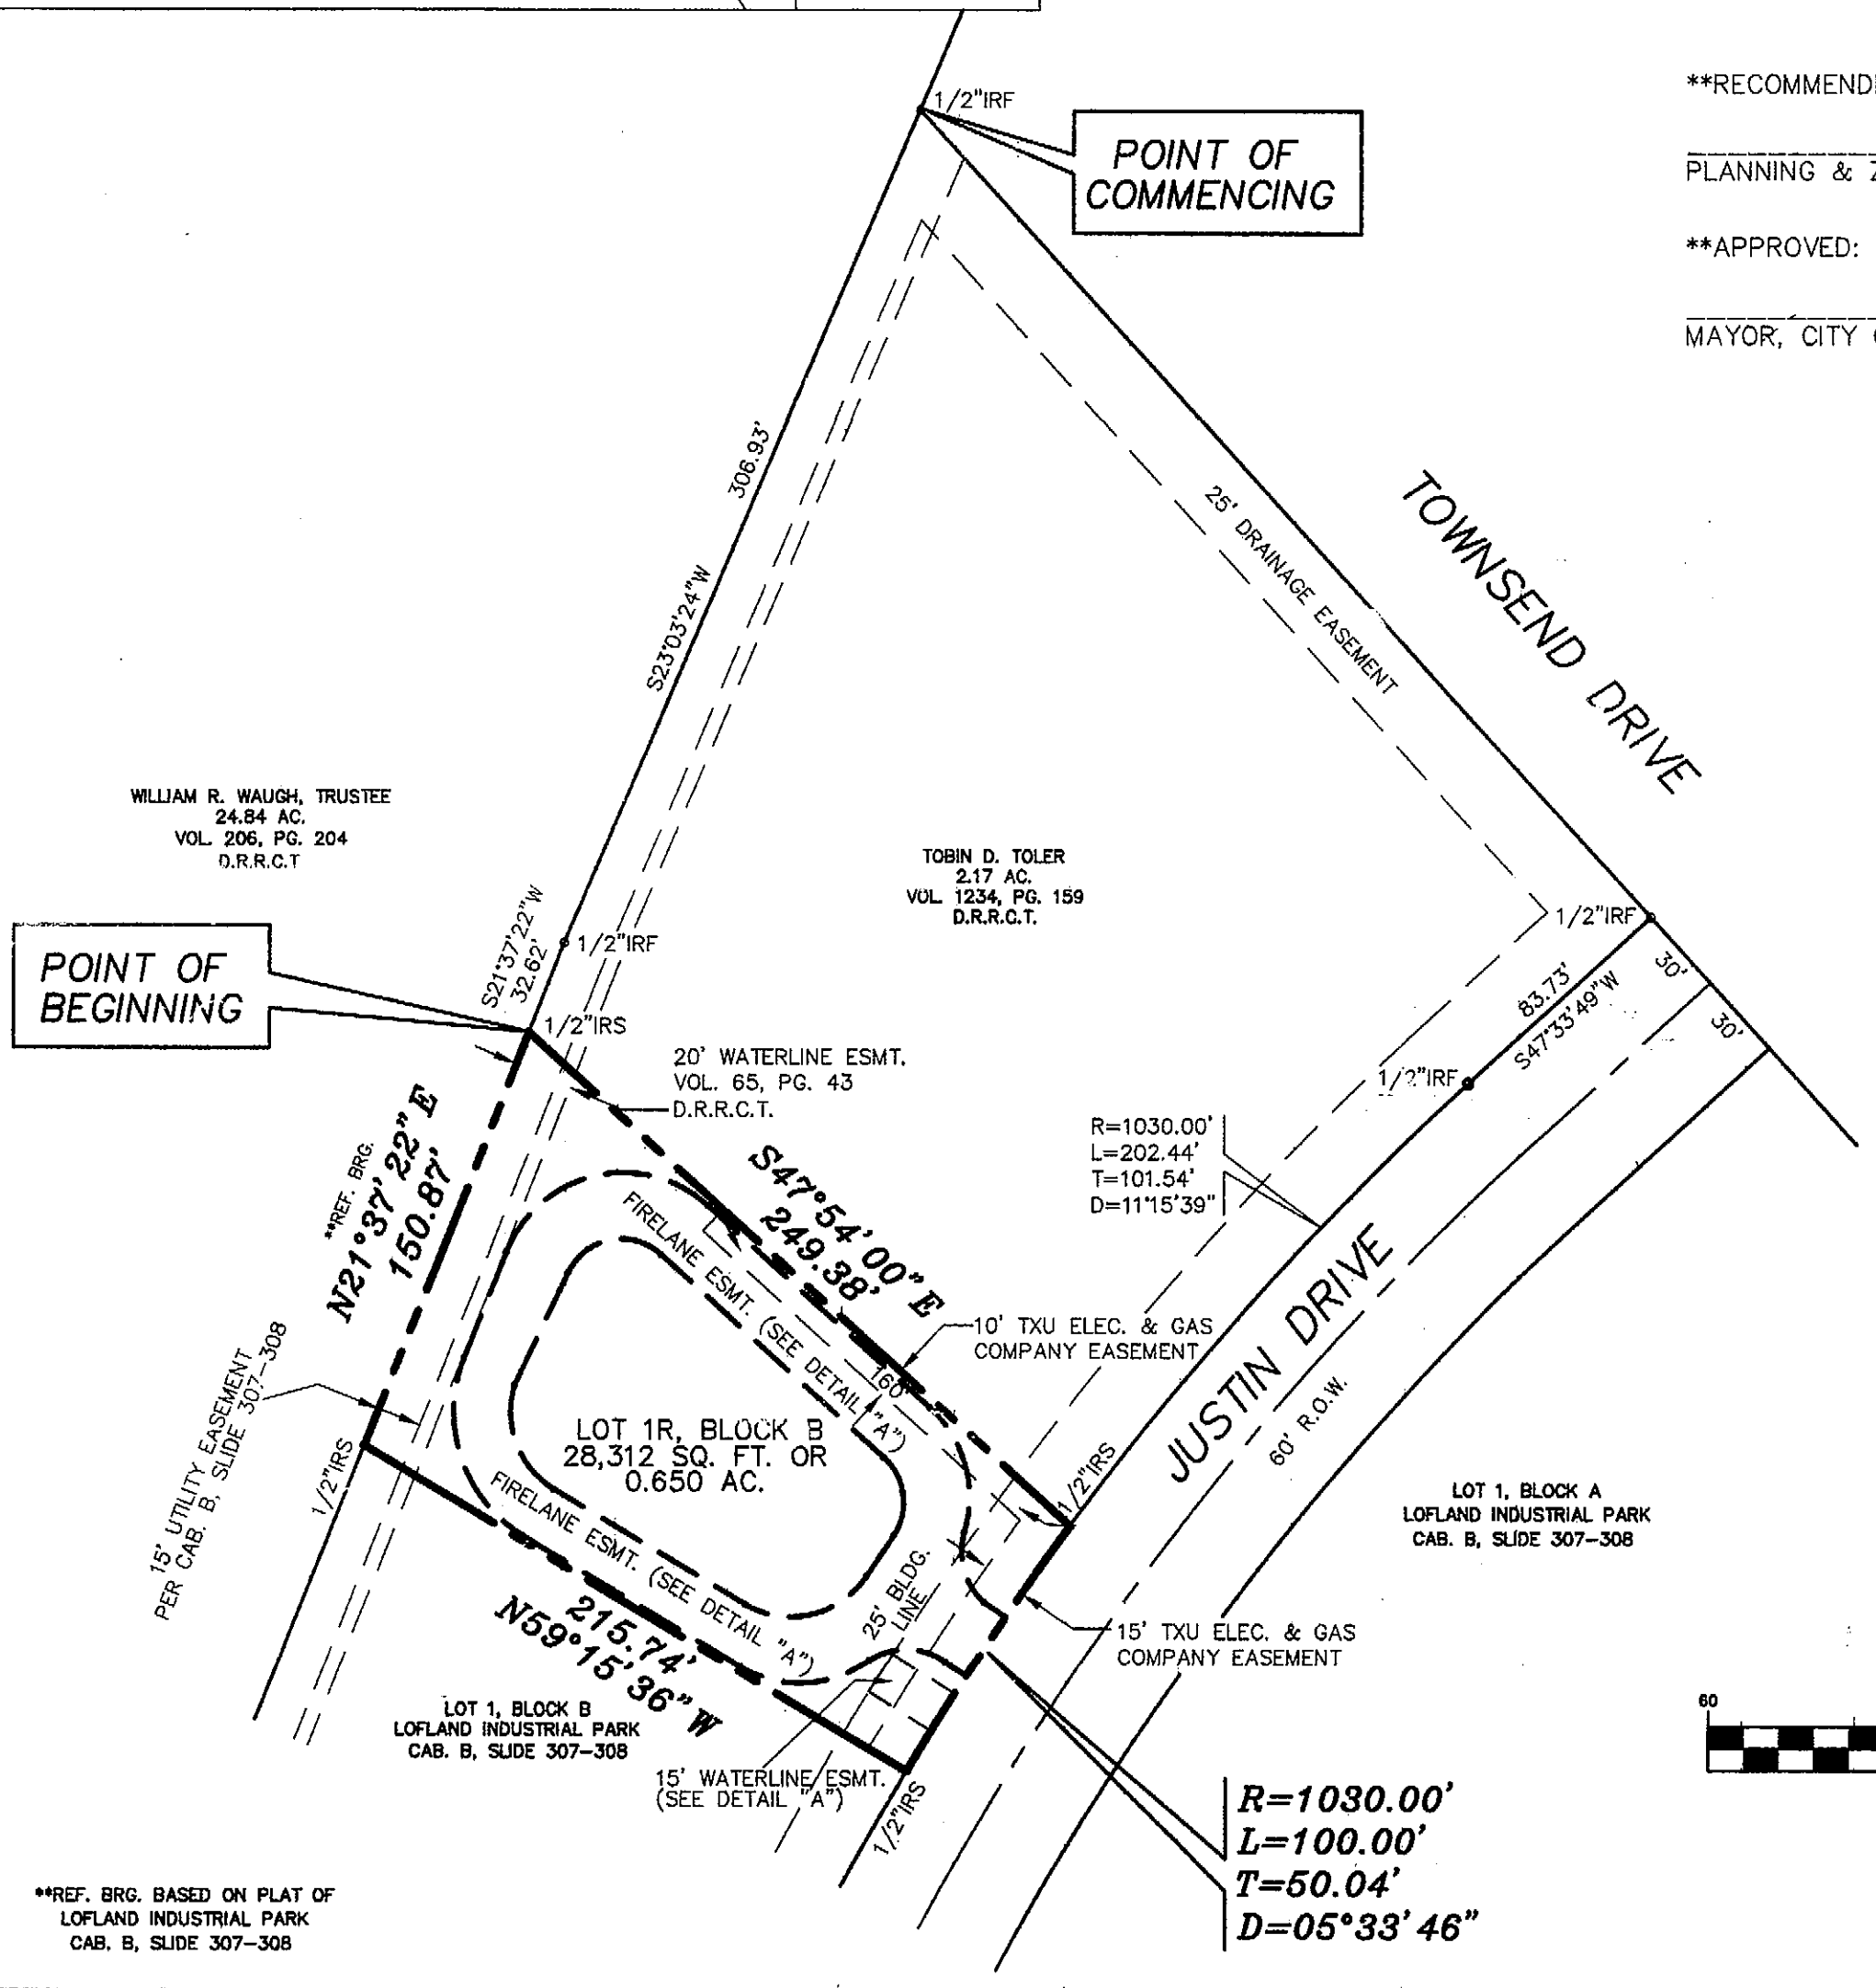 1/2"IRF
POINT OF
COMMENCING
**RECOMMEND
PLANNING &
**APPROVED:
MAYOR, CITY
306.93'
S23°03'24"W
25' DRAINAGE EASEMENT
TOWNSEND DRIVE
WILLIAM R. WAUGH, TRUSTEE
24.84 AC.
VOL. 206, PG. 204
D.R.R.C.T
TOBIN D. TOLER
2.17 AC.
VOL. 1234, PG. 159
D.R.R.C.T.
POINT OF
BEGINNING
S21°37'22"W
32.62'
1/2"IRF
1/2"IRS
1/2"IRF
30'
30'
83.73'
S47°33'49"W
1/2"IRF
20' WATERLINE ESMT.
VOL. 65, PG. 43
D.R.R.C.T.
**REF. BRG.
N21°37'22"E
150.87'
R=1030.00'
L=202.44'
T=101.54'
D=11°15'39"
S47°54'00"E
249.38'
FIRELANE ESMT. (SEE DETAIL "A")
160'
10' TXU ELEC. & GAS
COMPANY EASEMENT
JUSTIN DRIVE
60' R.O.W.
15' UTILITY EASEMENT
PER CAB. B, SLIDE 307-308
1/2"IRS
LOT 1R, BLOCK B
28,312 SQ. FT. OR
0.650 AC.
FIRELANE ESMT. (SEE DETAIL "A")
215.74'
N59°15'36"W
25' BLDG.
LINE
1/2"IRS
LOT 1, BLOCK A
LOFLAND INDUSTRIAL PARK
CAB. B, SLIDE 307-308
15' TXU ELEC. & GAS
COMPANY EASEMENT
LOT 1, BLOCK B
LOFLAND INDUSTRIAL PARK
CAB. B, SLIDE 307-308
15' WATERLINE ESMT.
(SEE DETAIL "A")
1/2"IRS
60
R=1030.00'
L=100.00'
T=50.04'
D=05°33'46"
**REF. BRG. BASED ON PLAT OF
LOFLAND INDUSTRIAL PARK
CAB. B, SLIDE 307-308